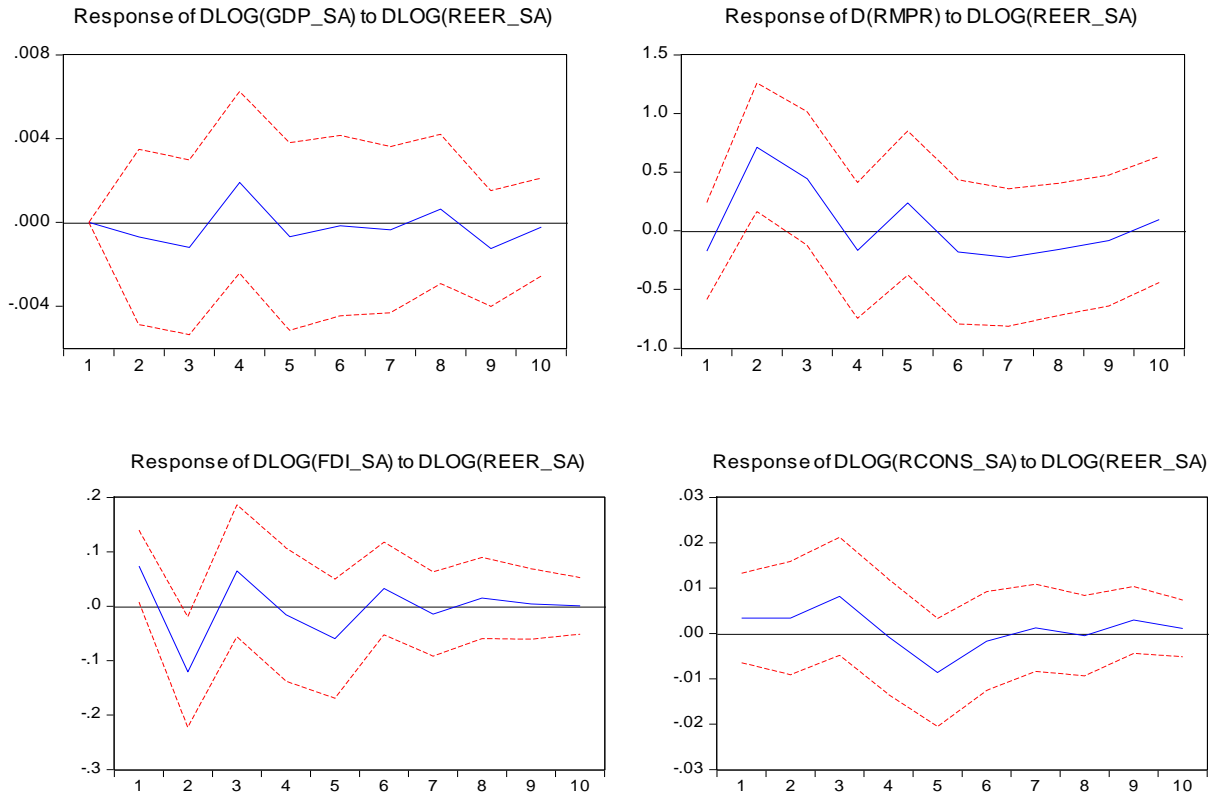 Response of DLOG(GDP_SA) to DLOG(REER_SA)
.008
.004
.000
-.004
1 2 3 4 5 6 7 8 9 10
Response of D(RMPR) to DLOG(REER_SA)
1.5
1.0
0.5
0.0
-0.5
-1.0
1 2 3 4 5 6 7 8 9 10
Response of DLOG(FDI_SA) to DLOG(REER_SA)
.2
.1
.0
-.1
-.2
-.3
1 2 3 4 5 6 7 8 9 10
Response of DLOG(RCONS_SA) to DLOG(REER_SA)
.03
.02
.01
.00
-.01
-.02
-.03
1 2 3 4 5 6 7 8 9 10